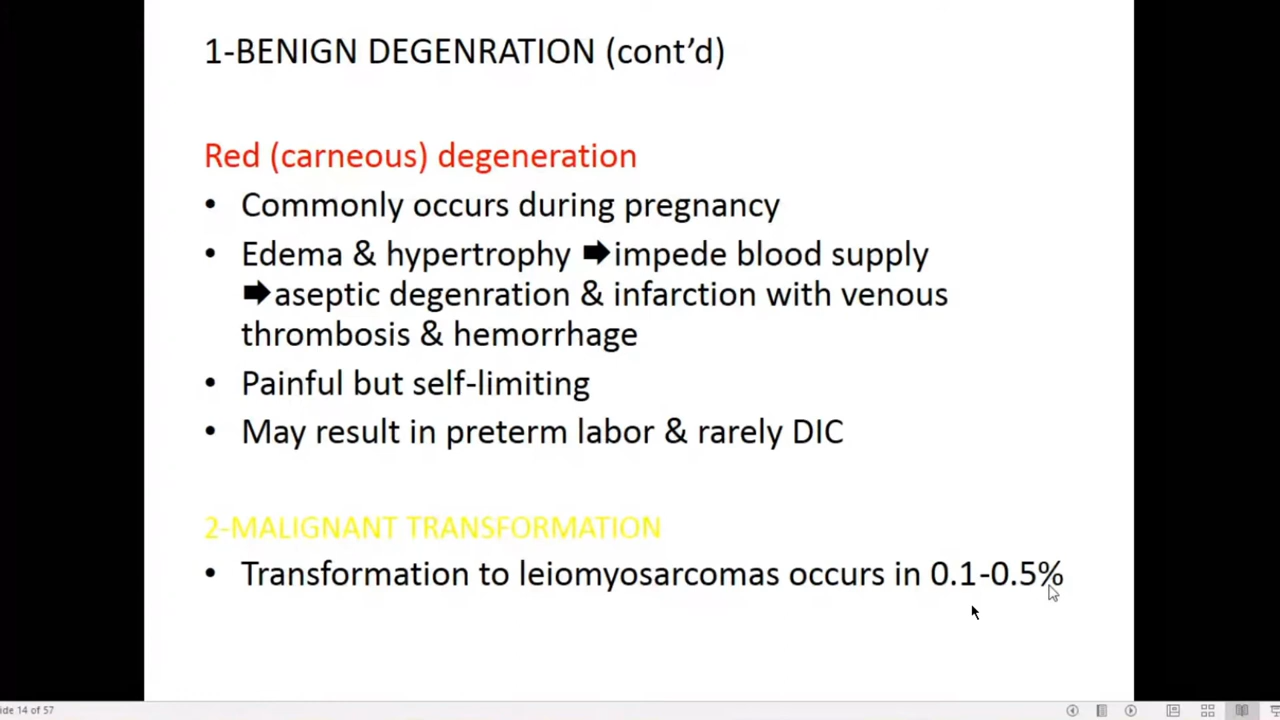 1-BENIGN DEGENRATION (cont’d)
Red (carneous) degeneration
• Commonly occurs during pregnancy
• Edema & hypertrophy 🡆impede blood supply
🡆aseptic degenration & infarction with venous
thrombosis & hemorrhage
• Painful but self-limiting
• May result in preterm labor & rarely DIC
2-MALIGNANT TRANSFORMATION
• Transformation to leiomyosarcomas occurs in 0.1-0.5%
lide 14 of 57